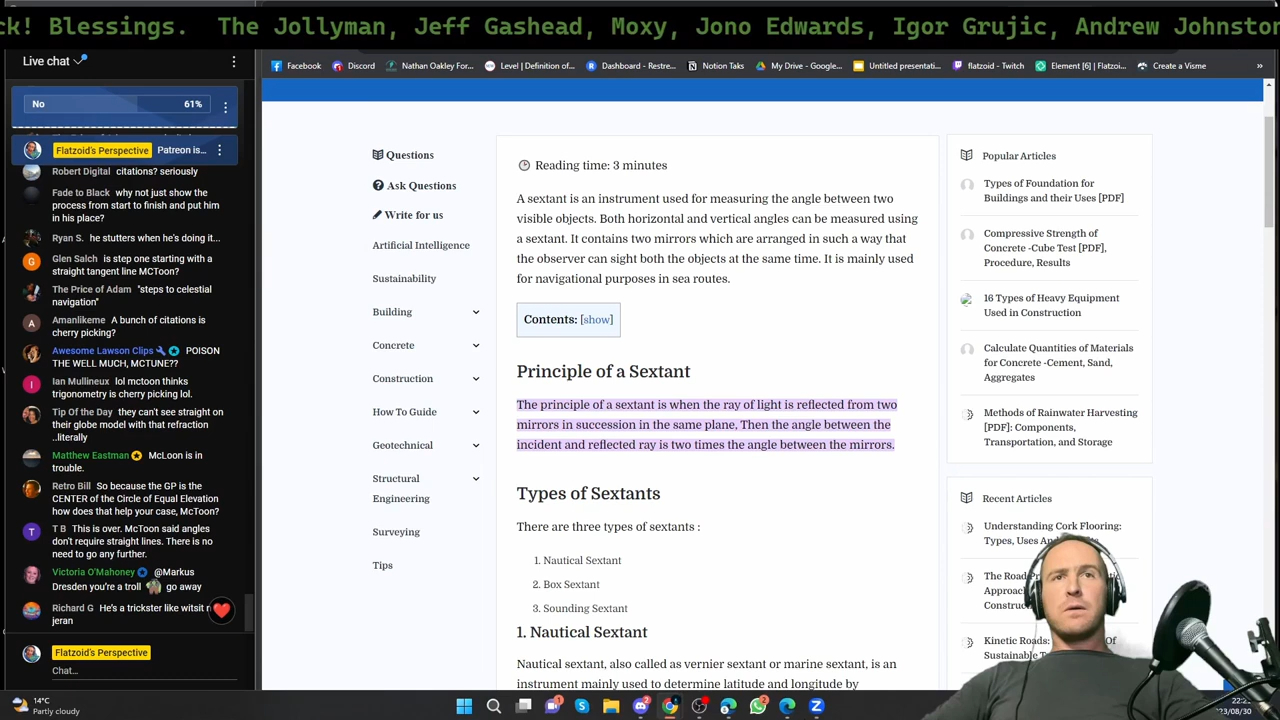 ck! Blessings. The Jollyman, Jeff Gashead, Moxy, Jono Edwards, Igor Grujic, Andrew Johnston
Live chat
No 61%
Flatzoid's Perspective Patreon is...
Robert Digital citations? seriously
Fade to Black why not just show the
process from start to finish and put him
in his place?
Ryan S. he stutters when he's doing it...
Glen Salch is step one starting with a
straight tangent line MCToon?
The Price of Adam "steps to celestial
navigation"
Amanlikeme A bunch of citations is
cherry picking?
Awesome Lawson Clips POISON
THE WELL MUCH, MCTUNE??
Ian Mullineux lol mctoon thinks
trigonometry is cherry picking lol.
Tip Of the Day they can't see straight on
their globe model with that refraction
..literally
Matthew Eastman McLoon is in
trouble.
Retro Bill So because the GP is the
CENTER of the Circle of Equal Elevation
how does that help your case, McToon?
T B This is over. McToon said angles
don't require straight lines. There is no
need to go any further.
Victoria O'Mahoney @Markus
Dresden you're a troll go away
Richard G He's a trickster like witsit
jeran
Flatzoid's Perspective
Chat...
Facebook Discord Nathan Oakley For... Level | Definition of... Dashboard - Restre... Notion Taks My Drive - Google... Untitled presentati... flatzoid - Twitch Element [6] | Flatzoi... Create a Visme »
Questions
Ask Questions
Write for us
Artificial Intelligence
Sustainability
Building
Concrete
Construction
How To Guide
Geotechnical
Structural
Engineering
Surveying
Tips
Reading time: 3 minutes
A sextant is an instrument used for measuring the angle between two
visible objects. Both horizontal and vertical angles can be measured using
a sextant. It contains two mirrors which are arranged in such a way that
the observer can sight both the objects at the same time. It is mainly used
for navigational purposes in sea routes.
Contents: [show]
Principle of a Sextant
The principle of a sextant is when the ray of light is reflected from two
mirrors in succession in the same plane, Then the angle between the
incident and reflected ray is two times the angle between the mirrors.
Types of Sextants
There are three types of sextants :
1. Nautical Sextant
2. Box Sextant
3. Sounding Sextant
1. Nautical Sextant
Nautical sextant, also called as vernier sextant or marine sextant, is an
instrument mainly used to determine latitude and longitude by
Popular Articles
Types of Foundation for
Buildings and their Uses [PDF]
Compressive Strength of
Concrete -Cube Test [PDF],
Procedure, Results
16 Types of Heavy Equipment
Used in Construction
Calculate Quantities of Materials
for Concrete -Cement, Sand,
Aggregates
Methods of Rainwater Harvesting
[PDF]: Components,
Transportation, and Storage
Recent Articles
Understanding Cork Flooring:
Types, Uses
The
Approach
Constru
Kinetic Roads: Of
Sustainable T
14°C
Partly cloudy